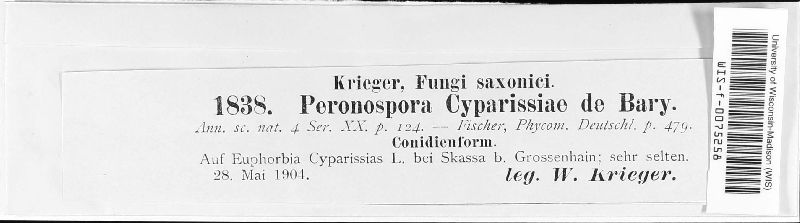 Krieger, Fungi saxonici.
1838. Peronospora Cyparissiae de Bary.
Ann. sc. nat. 4 Ser. XX. p. 124. — Fischer, Phycom. Deutschl. p. 479.
Conidienform.
Auf Euphorbia Cyparissias L. bei Skassa b. Grossenhain; sehr selten.
28. Mai 1904. leg. W. Krieger.
University of Wisconsin-Madison (WIS)
WIS-f-0075258